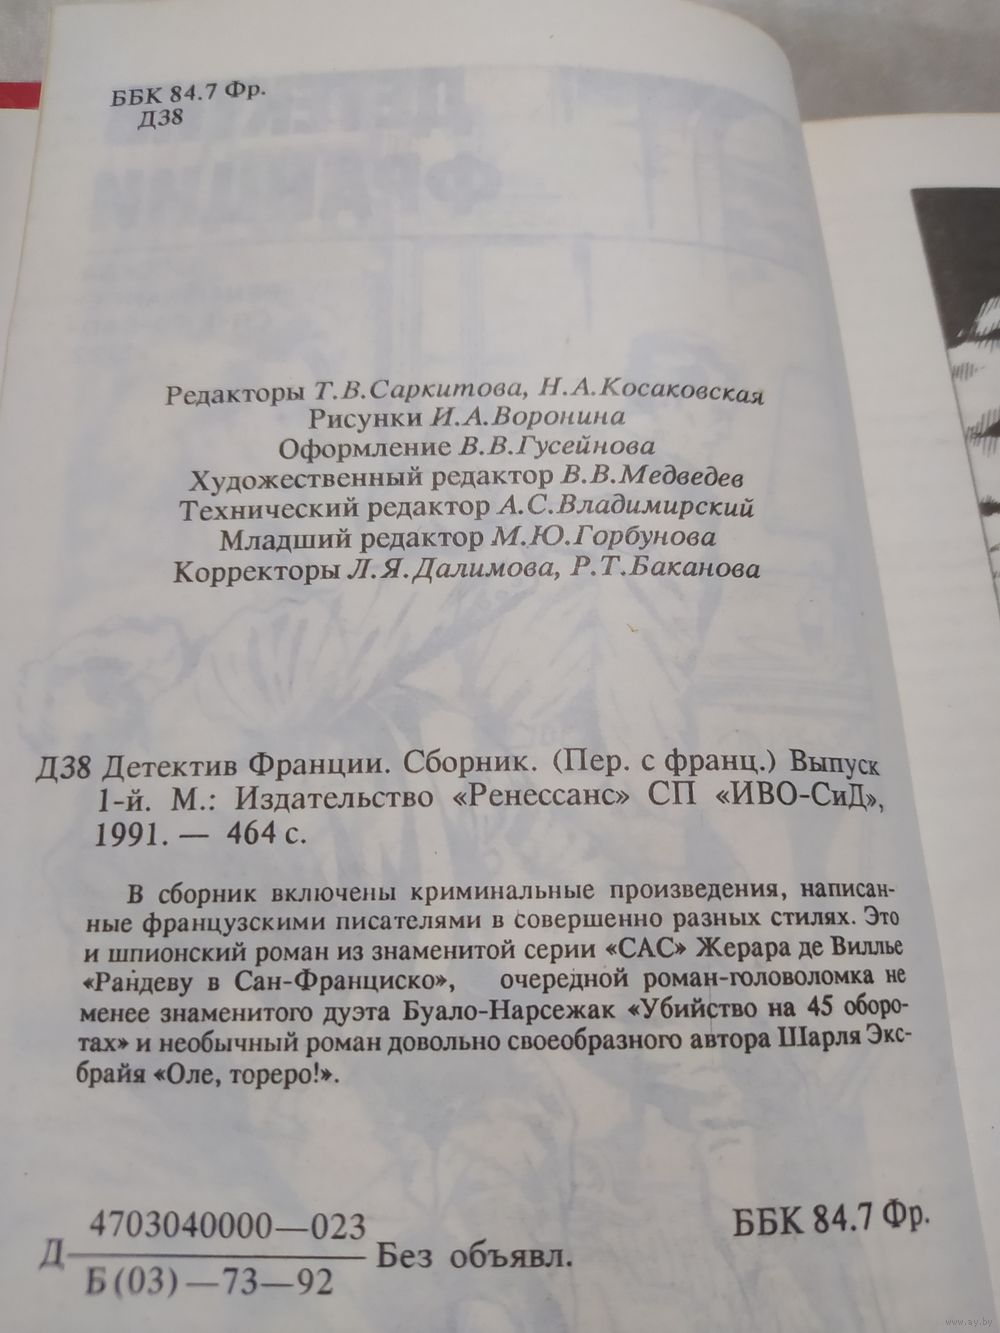 ББК 84.7 Фр.
Д38
Редакторы Т.В.Саркитова, Н.А.Косаковская
Рисунки И.А.Воронина
Оформление В.В.Гусейнова
Художественный редактор В.В.Медведев
Технический редактор А.С.Владимирский
Младший редактор М.Ю.Горбунова
Корректоры Л.Я.Далимова, Р.Т.Баканова
Д38 Детектив Франции. Сборник. (Пер. с франц.) Выпуск
1-й. М.: Издательство «Ренессанс» СП «ИВО-СиД»,
1991. — 464 с.
В сборник включены криминальные произведения, написан-
ные французскими писателями в совершенно разных стилях. Это
и шпионский роман из знаменитой серии «САС» Жерара де Виллье
«Рандеву в Сан-Франциско», очередной роман-головоломка не
менее знаменитого дуэта Буало-Нарсежак «Убийство на 45 оборо-
тах» и необычный роман довольно своеобразного автора Шарля Экс-
брайя «Оле, тореро!».
4703040000—023
Д Без объявл.
Б(03)—73—92
ББК 84.7 Фр.
www.ay.by